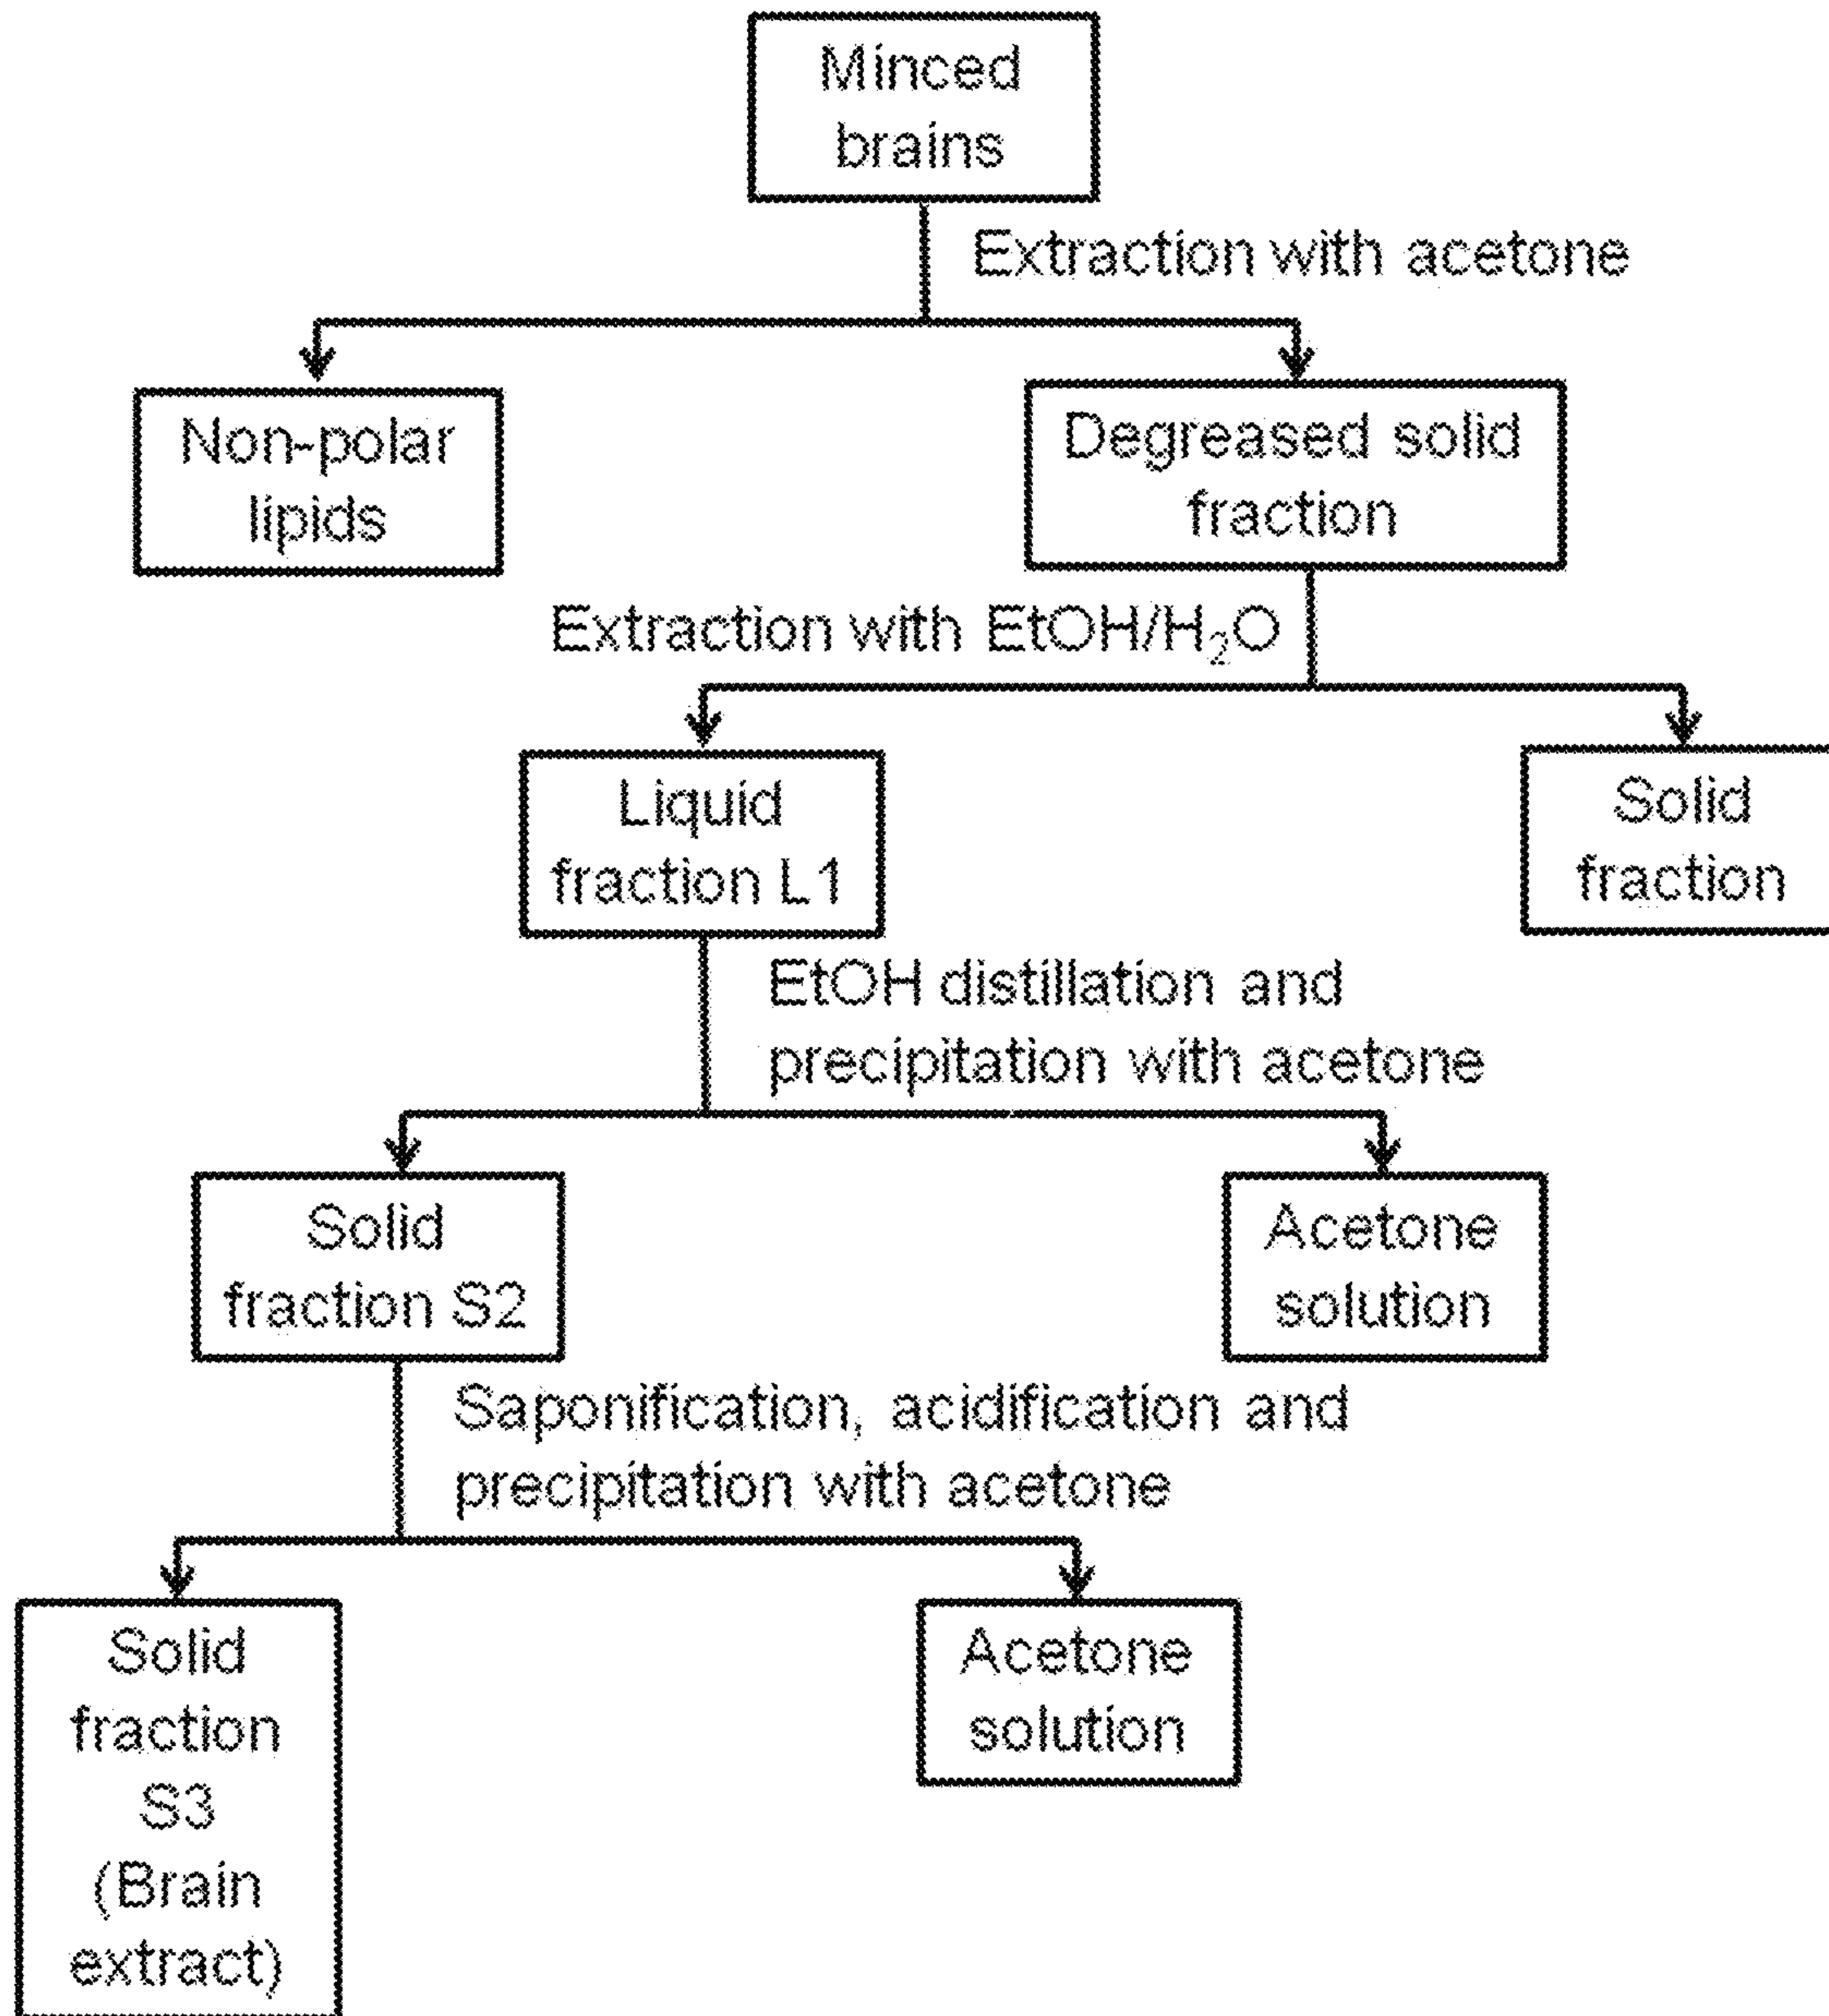 Minced
brains
Extraction with acetone
Non-polar
lipids
Degreased solid
fraction
Extraction with EtOH/H₂O
Liquid
fraction L1
Solid
fraction
EtOH distillation and
precipitation with acetone
Solid
fraction S2
Acetone
solution
Saponification, acidification and
precipitation with acetone
Solid
fraction
S3
(Brain
extract)
Acetone
solution